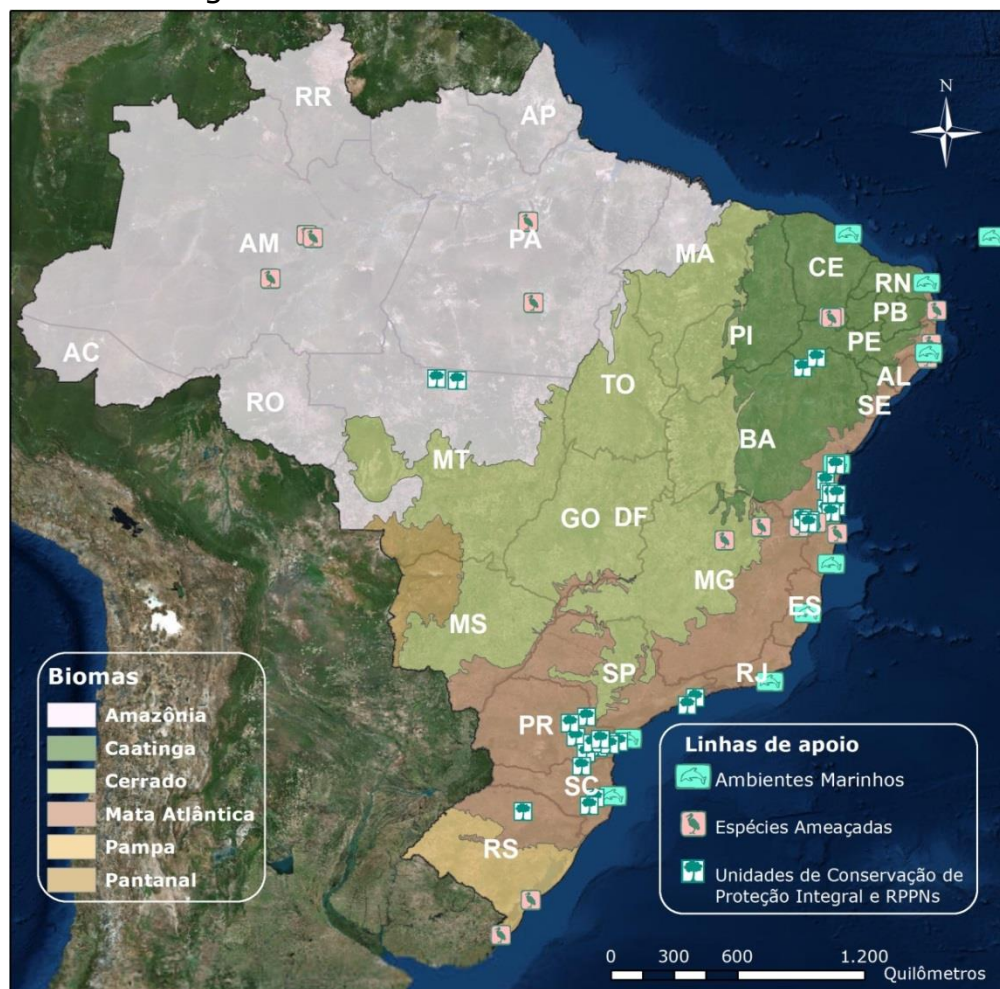 N
RR
AP
AM
PA
MA
CE
RN
PB
PI
PE
AC
TO
AL
RO
SE
BA
MT
GO DF
MG
MS
ES
SP
RJ
PR
SC
RS
Biomas
Amazônia
Caatinga
Cerrado
Mata Atlântica
Pampa
Pantanal
Linhas de apoio
Ambientes Marinhos
Espécies Ameaçadas
Unidades de Conservação de
Proteção Integral e RPPNs
0 300 600 1.200
Quilômetros